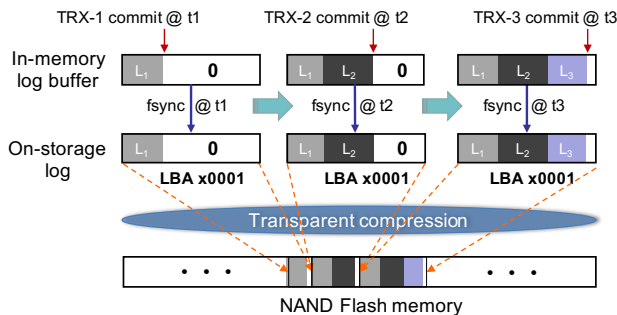 TRX-1 commit @ t1 TRX-2 commit @ t2 TRX-3 commit @ t3
In-memory log buffer
L₁ 0 L₁ L₂ 0 L₁ L₂ L₃
fsync @ t1 fsync @ t2 fsync @ t3
On-storage log
L₁ 0 L₁ L₂ 0 L₁ L₂ L₃
LBA x0001 LBA x0001 LBA x0001
Transparent compression
• • • • • •
NAND Flash memory